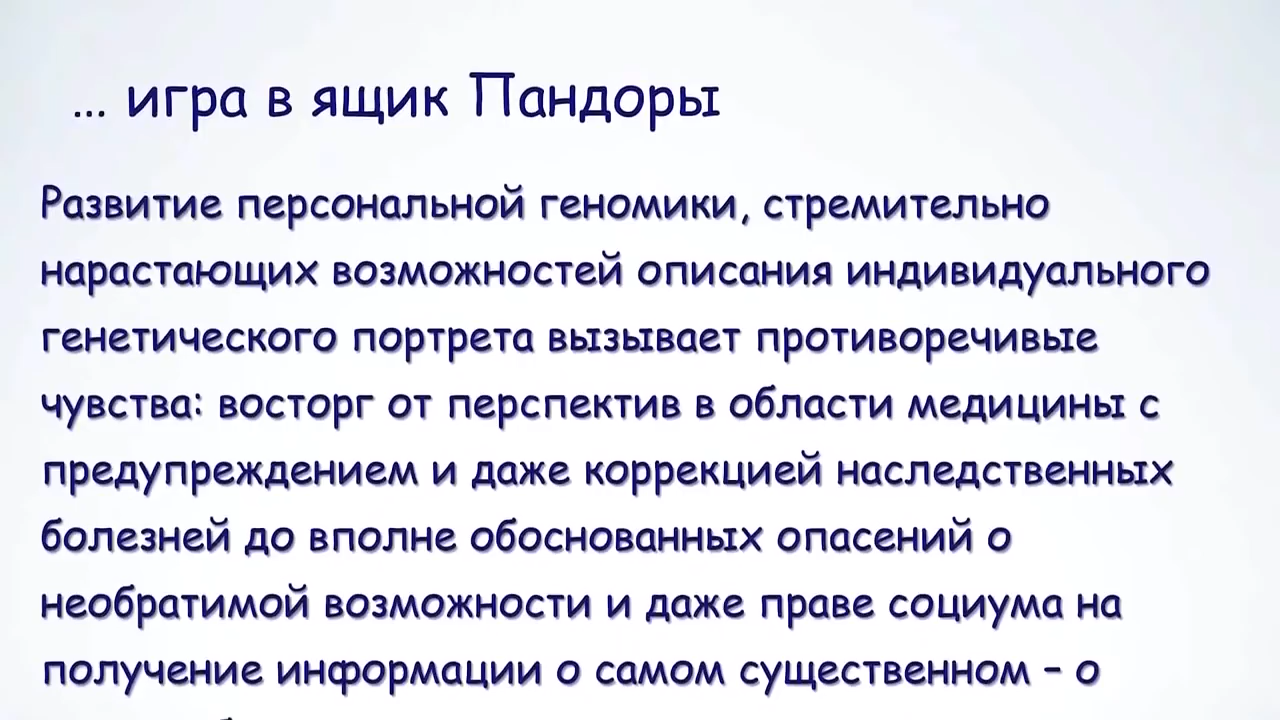 ... игра в ящик Пандоры
Развитие персональной геномики, стремительно
нарастающих возможностей описания индивидуального
генетического портрета вызывает противоречивые
чувства: восторг от перспектив в области медицины с
предупреждением и даже коррекцией наследственных
болезней до вполне обоснованных опасений о
необратимой возможности и даже праве социума на
получение информации о самом существенном – о